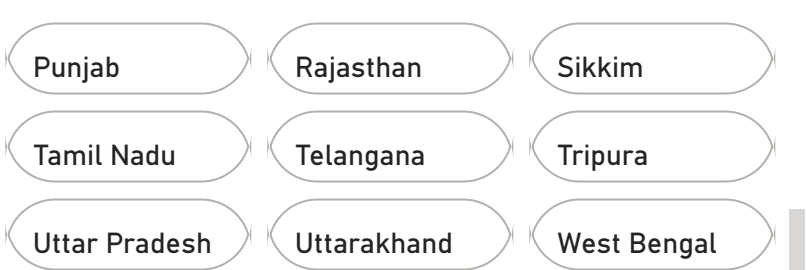 Punjab Rajasthan Sikkim
Tamil Nadu Telangana Tripura
Uttar Pradesh Uttarakhand West Bengal